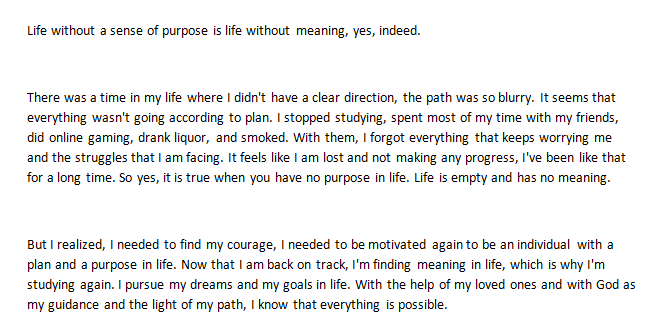 Life without a sense of purpose is life without meaning, yes, indeed.
There was a time in my life where I didn't have a clear direction, the path was so blurry. It seems that
everything wasn't going according to plan. I stopped studying, spent most of my time with my friends,
did online gaming, drank liquor, and smoked. With them, I forgot everything that keeps worrying me
and the struggles that I am facing. It feels like I am lost and not making any progress, I've been like that
for a long time. So yes, it is true when you have no purpose in life. Life is empty and has no meaning.
But I realized, I needed to find my courage, I needed to be motivated again to be an individual with a
plan and a purpose in life. Now that I am back on track, I'm finding meaning in life, which is why I'm
studying again. I pursue my dreams and my goals in life. With the help of my loved ones and with God as
my guidance and the light of my path, I know that everything is possible.